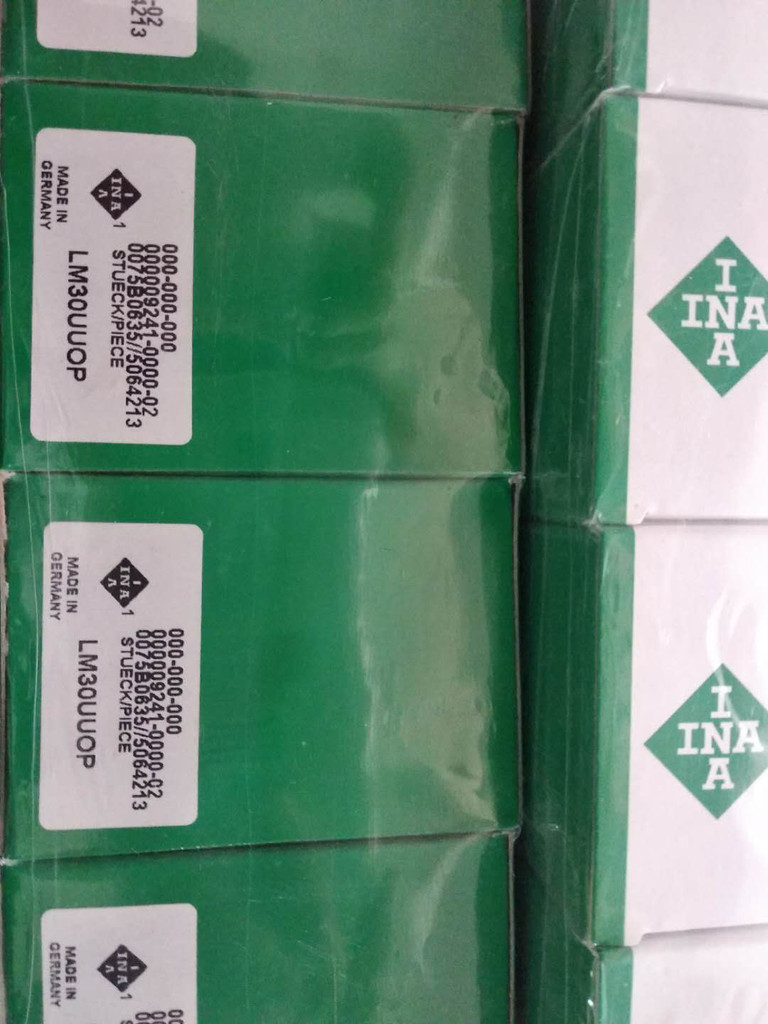 -02
4213
I
INA
A
1
MADE IN
GERMANY
000-000-000
000009241-0000-02
0075B0635//5064213
STUECK/PIECE
LM30UUOP
I
INA
A
I
INA
A
1
MADE IN
GERMANY
000-000-000
000009241-0000-02
0075B0635//5064213
STUECK/PIECE
LM30UUOP
I
INA
A
I
INA
A
1
MADE IN
GERMANY